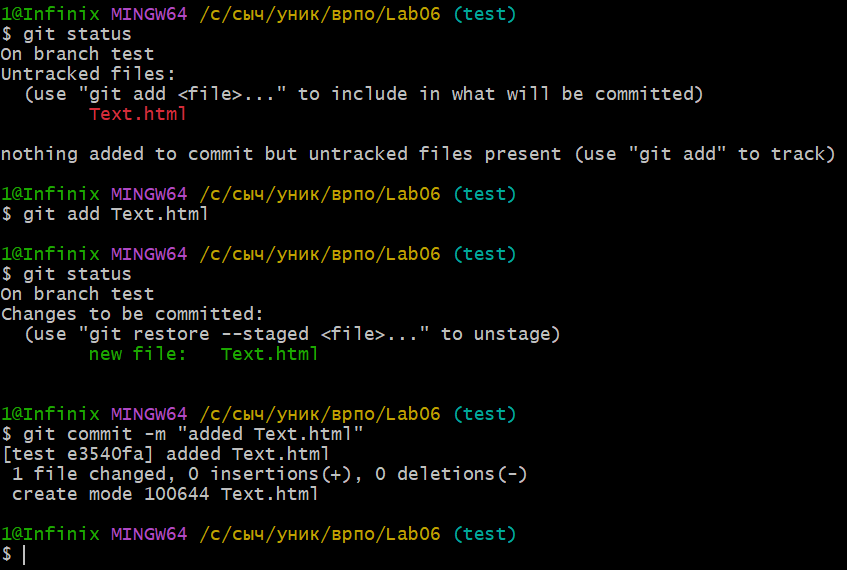 1@Infinix MINGW64 /c/сыч/уник/врпо/Lab06 (test)
$ git status
On branch test
Untracked files:
  (use "git add <file>..." to include in what will be committed)
        Text.html

nothing added to commit but untracked files present (use "git add" to track)

1@Infinix MINGW64 /c/сыч/уник/врпо/Lab06 (test)
$ git add Text.html

1@Infinix MINGW64 /c/сыч/уник/врпо/Lab06 (test)
$ git status
On branch test
Changes to be committed:
  (use "git restore --staged <file>..." to unstage)
        new file:   Text.html


1@Infinix MINGW64 /c/сыч/уник/врпо/Lab06 (test)
$ git commit -m "added Text.html"
[test e3540fa] added Text.html
 1 file changed, 0 insertions(+), 0 deletions(-)
 create mode 100644 Text.html

1@Infinix MINGW64 /c/сыч/уник/врпо/Lab06 (test)
$